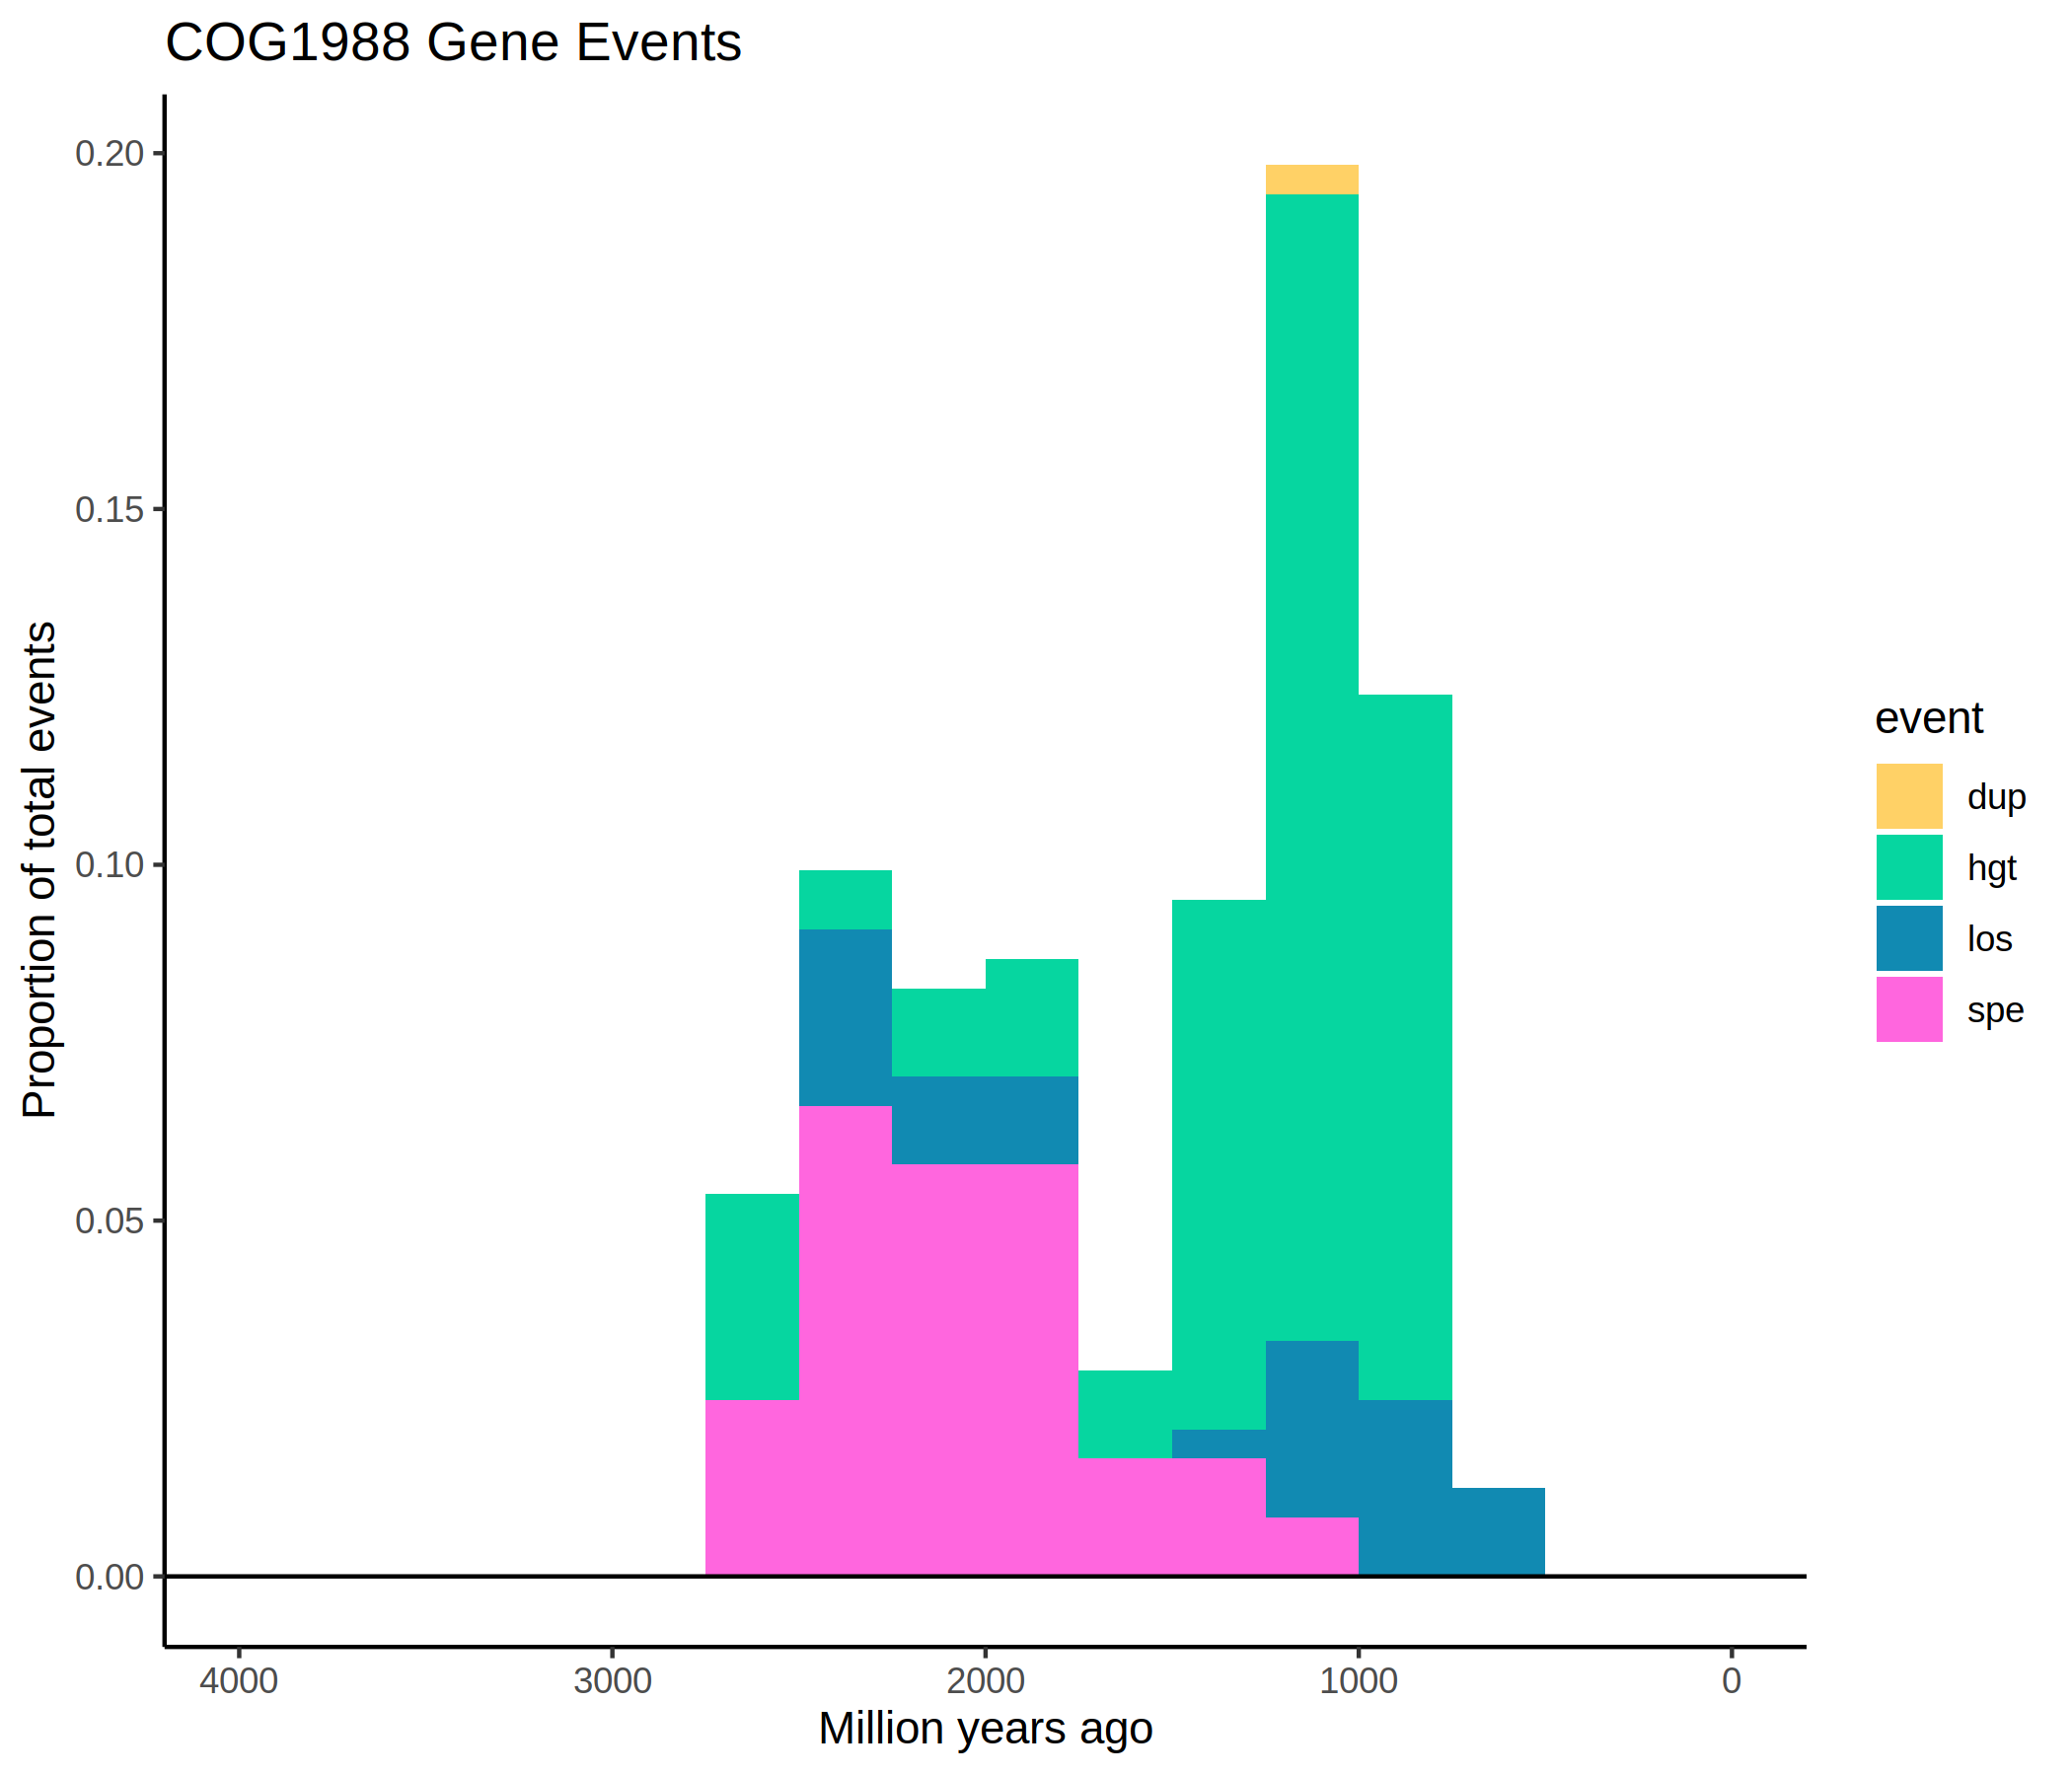 COG1988 Gene Events
Proportion of total events
0.20
0.15
0.10
0.05
0.00
4000 3000 2000 1000 0
Million years ago
event
dup
hgt
los
spe